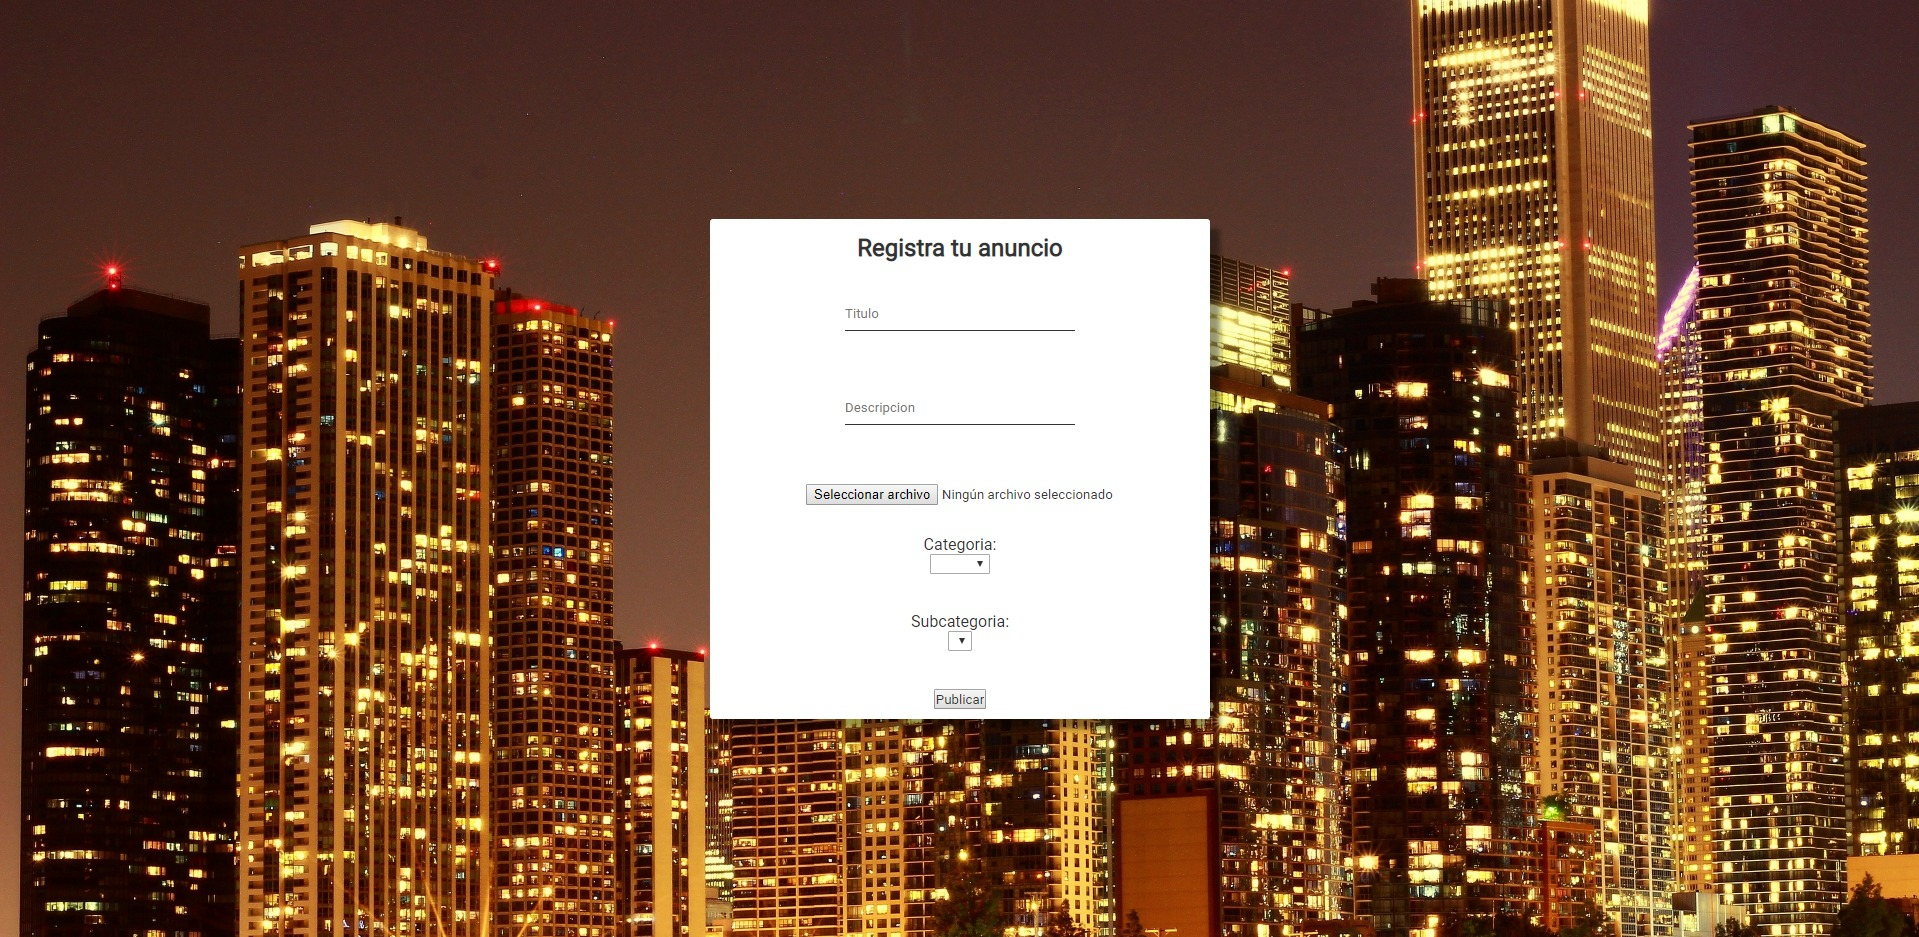 Registra tu anuncio
Titulo
Descripcion
Seleccionar archivo Ningún archivo seleccionado
Categoria:
Subcategoria:
Publicar